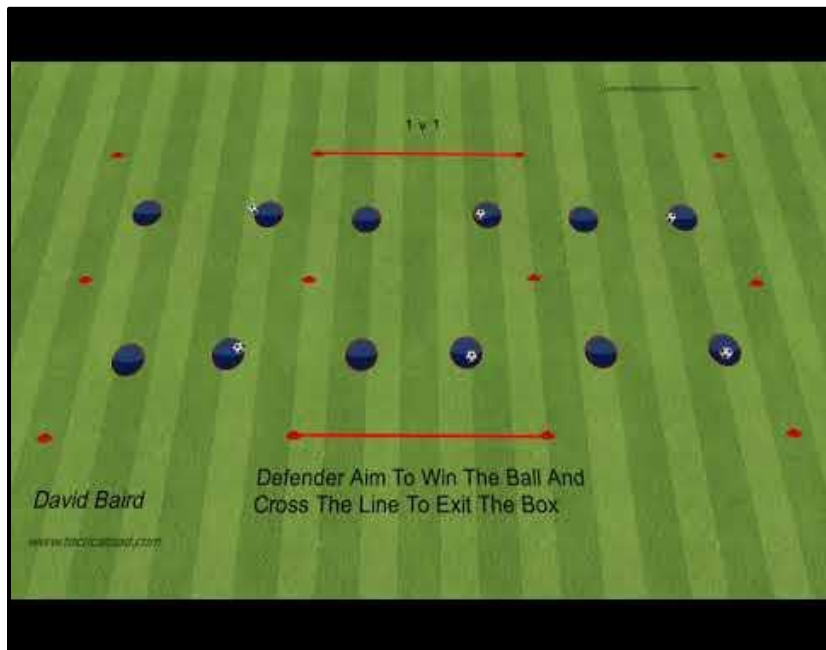 1 v 1
Defender Aim To Win The Ball And
Cross The Line To Exit The Box
David Baird